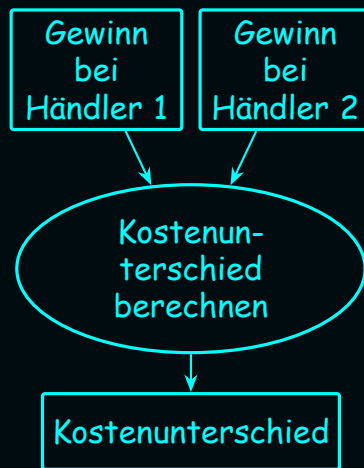 Gewinn
bei
Händler 1
Gewinn
bei
Händler 2
Kostenun-
terschied
berechnen
Kostenunterschied